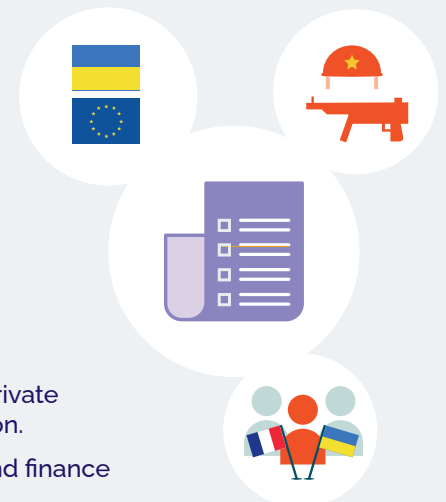 rivate
on.
nd finance